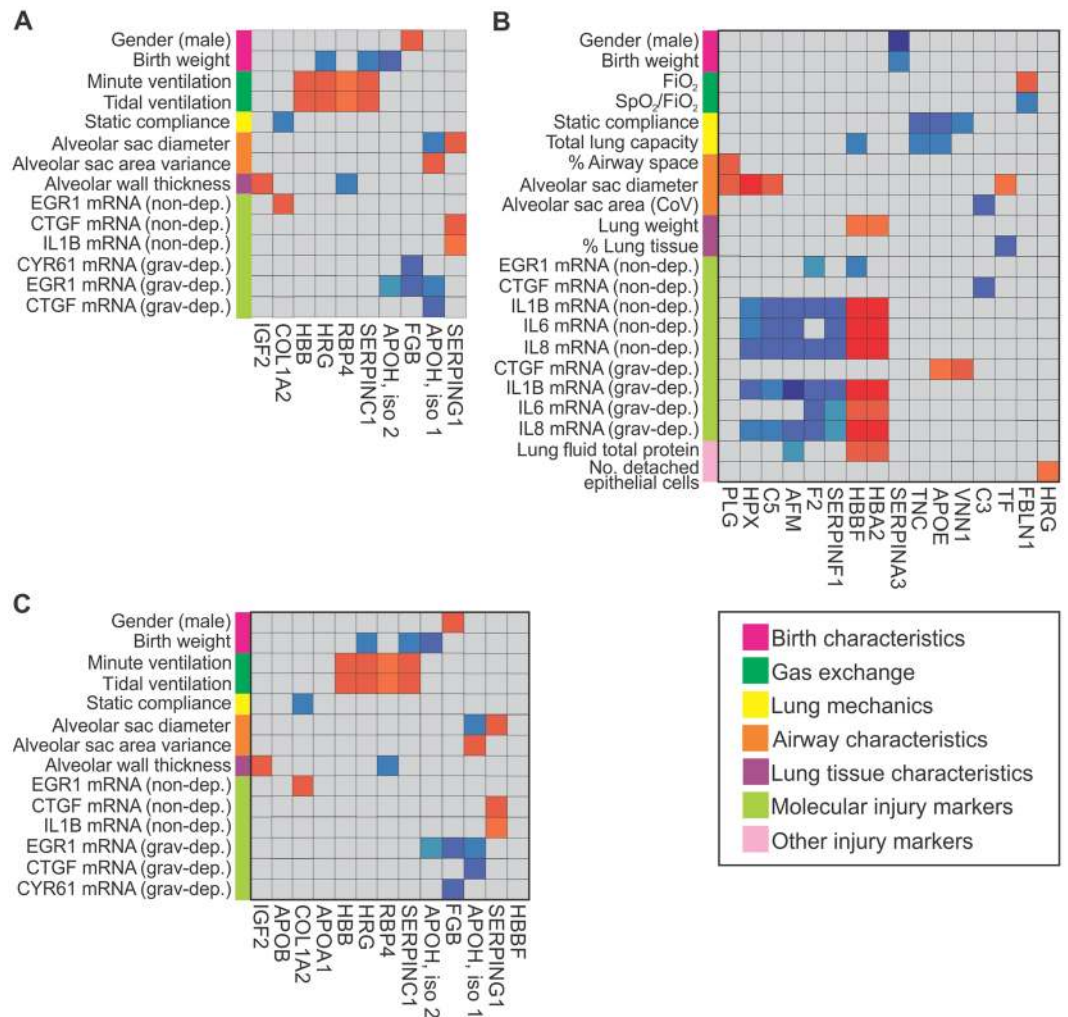 A
Gender (male)
Birth weight
Minute ventilation
Tidal ventilation
Static compliance
Alveolar sac diameter
Alveolar sac area variance
Alveolar wall thickness
EGR1 mRNA (non-dep.)
CTGF mRNA (non-dep.)
IL1B mRNA (non-dep.)
CYR61 mRNA (grav-dep.)
EGR1 mRNA (grav-dep.)
CTGF mRNA (grav-dep.)
IGF2
COL1A2
HBB
HRG
RBP4
SERPINC1
APOH, iso 2
FGB
APOH, iso 1
SERPING1
B
Gender (male)
Birth weight
FiO2
SpO2/FiO2
Static compliance
Total lung capacity
% Airway space
Alveolar sac diameter
Alveolar sac area (CoV)
Lung weight
% Lung tissue
EGR1 mRNA (non-dep.)
CTGF mRNA (non-dep.)
IL1B mRNA (non-dep.)
IL6 mRNA (non-dep.)
IL8 mRNA (non-dep.)
CTGF mRNA (grav-dep.)
IL1B mRNA (grav-dep.)
IL6 mRNA (grav-dep.)
IL8 mRNA (grav-dep.)
Lung fluid total protein
No. detached
epithelial cells
PLG
HPX
C5
AFM
F2
SERPINF1
HBBF
HBA2
SERPINA3
TNC
APOE
VNN1
C3
TF
FBLN1
HRG
C
Gender (male)
Birth weight
Minute ventilation
Tidal ventilation
Static compliance
Alveolar sac diameter
Alveolar sac area variance
Alveolar wall thickness
EGR1 mRNA (non-dep.)
CTGF mRNA (non-dep.)
IL1B mRNA (non-dep.)
EGR1 mRNA (grav-dep.)
CTGF mRNA (grav-dep.)
CYR61 mRNA (grav-dep.)
IGF2
APOB
COL1A2
APOA1
HBB
HRG
RBP4
SERPINC1
APOH, iso 2
FGB
APOH, iso 1
SERPING1
HBBF
Birth characteristics
Gas exchange
Lung mechanics
Airway characteristics
Lung tissue characteristics
Molecular injury markers
Other injury markers